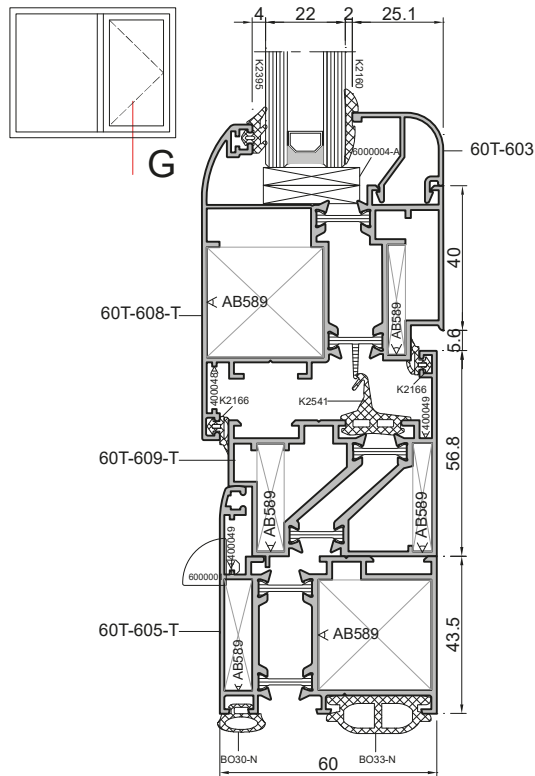 4 22 2 25.1
K2395
K2160
G
6000004-A
60T-603
40
AB589
AB589
60T-608-T
5.6
400048
K2166
K2541
K2166
400049
56.8
60T-609-T
AB589
AB589
400049
6000001
60T-605-T
AB589
AB589
43.5
BO30-N
BO33-N
60